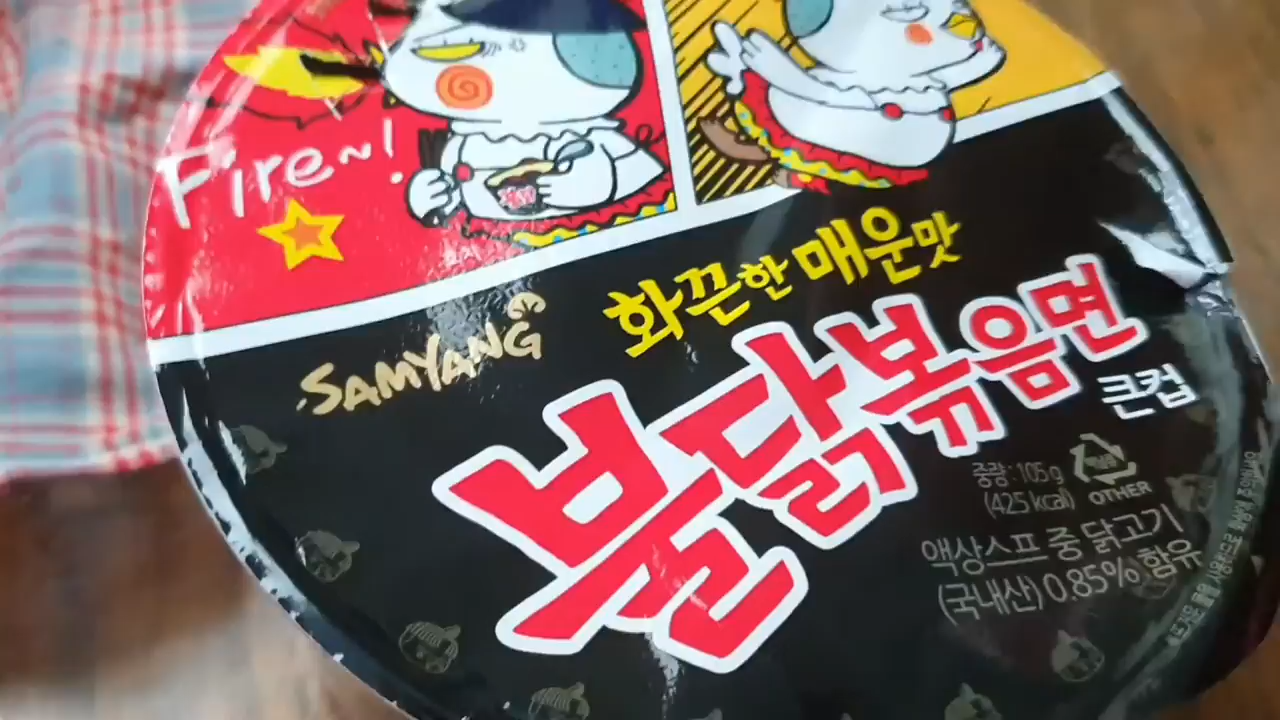 Fire~!
SAMYANG
화끈한 매운맛
불닭볶음면
큰컵
중량 : 105 g
(425 kcal)
OTHER
액상스프 중 닭고기
(국내산) 0.85% 함유